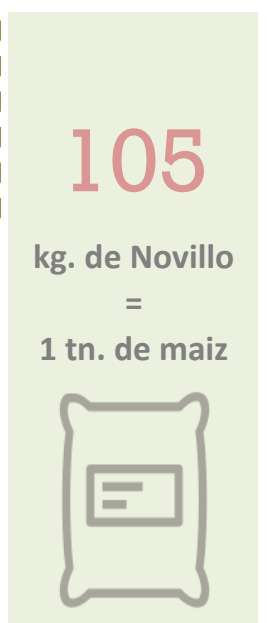 105
kg. de Novillo
=
1 tn. de maiz